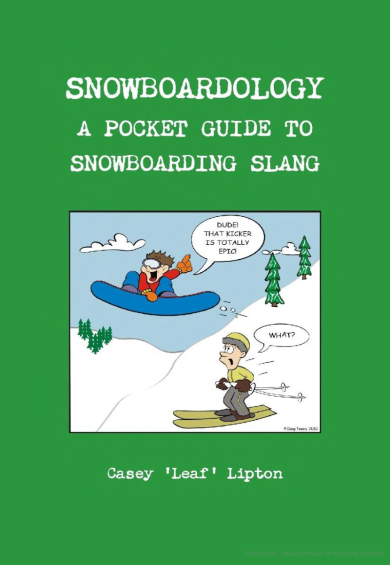 SNOWBOARDOLOGY
A POCKET GUIDE TO
SNOWBOARDING SLANG
DUDE!
THAT KICKER
IS TOTALLY
EPIC!
WHAT?
Casey 'Leaf' Lipton